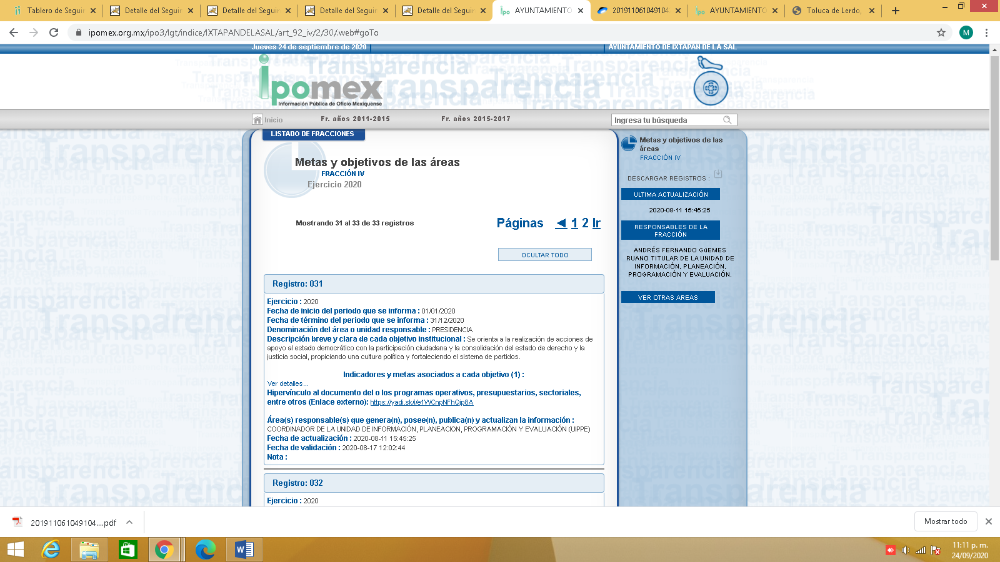 Tablero de Seguir
Detalle del Seguir
Detalle del Seguir
Detalle del Seguir
Detalle del Seguir
AYUNTAMIENTO
201911061049104
AYUNTAMIENTO
Toluca de Lerdo,
ipomex.org.mx/ipo3/lgt/indice/IXTAPANDELASAL/art_92_iv/2/30/.web#goTo
M
Jueves 24 de septiembre de 2020
AYUNTAMIENTO DE IXTAPAN DE LA SAL
ipomex
Información Pública de Oficio Mexiquense
Transparencia
Inicio
Fr. años 2011-2015
Fr. años 2015-2017
Ingresa tu búsqueda
LISTADO DE FRACCIONES
Metas y objetivos de las áreas
FRACCIÓN IV
Ejercicio 2020
Mostrando 31 al 33 de 33 registros
Páginas ◄ 1 2 Ir
OCULTAR TODO
Registro: 031
Ejercicio : 2020
Fecha de inicio del periodo que se informa : 01/01/2020
Fecha de término del periodo que se informa : 31/12/2020
Denominación del área o unidad responsable : PRESIDENCIA
Descripción breve y clara de cada objetivo institucional : Se orienta a la realización de acciones de
apoyo al estado democrático con la participación ciudadana y la consolidación del estado de derecho y la
justicia social, propiciando una cultura política y fortaleciendo el sistema de partidos.
Indicadores y metas asociados a cada objetivo (1) :
Ver detalles...
Hipervínculo al documento del o los programas operativos, presupuestarios, sectoriales,
entre otros (Enlace externo): https://yadi.sk/i/e1WCnpNFhQjp8A
Área(s) responsable(s) que genera(n), posee(n), publica(n) y actualizan la información :
COORDINADOR DE LA UNIDAD DE INFORMACIÓN, PLANEACION, PROGRAMACIÓN Y EVALUACIÓN (UIPPE)
Fecha de actualización : 2020-08-11 15:45:25
Fecha de validación : 2020-08-17 12:02:44
Nota :
Registro: 032
Ejercicio : 2020
Metas y objetivos de las
áreas
FRACCIÓN IV
DESCARGAR REGISTROS :
ULTIMA ACTUALIZACIÓN
2020-08-11 15:45:25
RESPONSABLES DE LA
FRACCIÓN
ANDRÉS FERNANDO GüEMES
RUANO TITULAR DE LA UNIDAD DE
INFORMACIÓN, PLANEACIÓN,
PROGRAMACIÓN Y EVALUACIÓN.
VER OTRAS AREAS
201911061049104....pdf
Mostrar todo
11:11 p. m.
24/09/2020